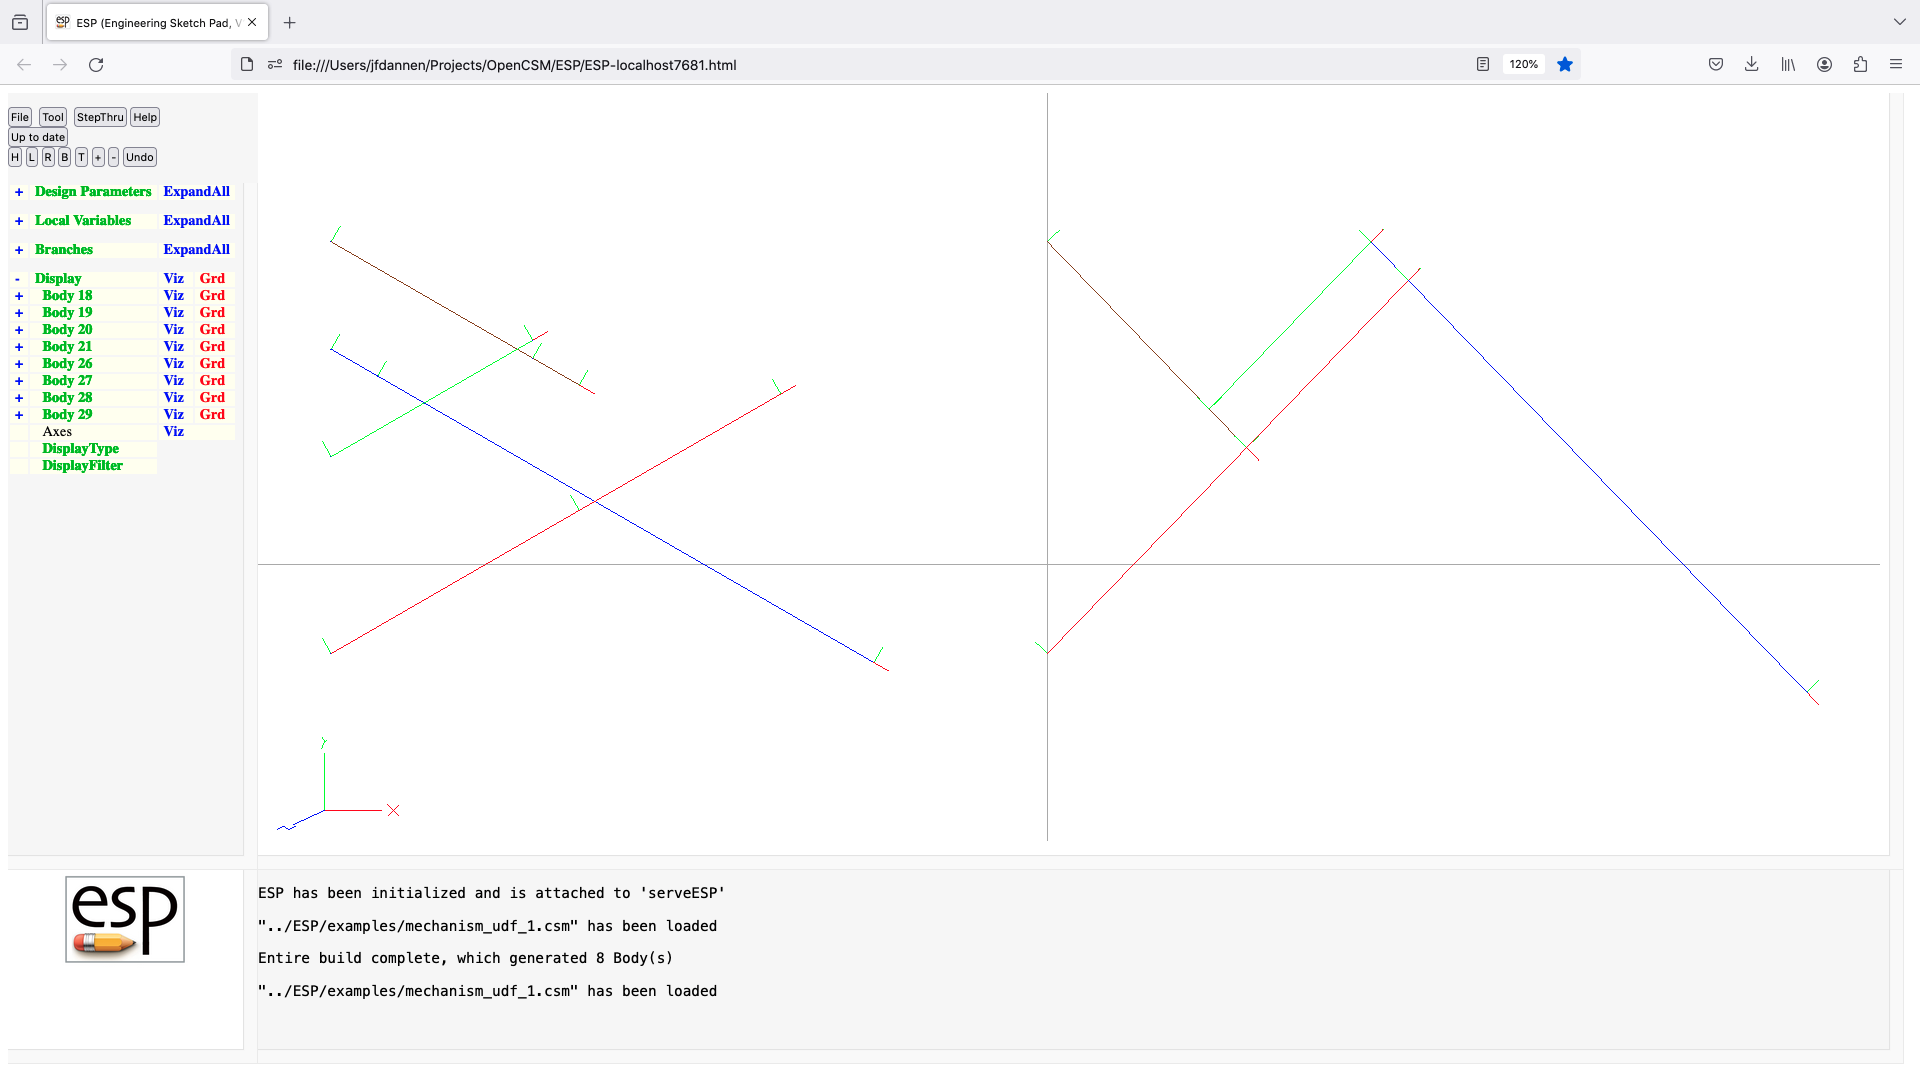 ESP (Engineering Sketch Pad, V
file:///Users/jfdannen/Projects/OpenCSM/ESP/ESP-localhost7681.html
120%
File Tool StepThru Help
Up to date
H L R B T + - Undo
+ Design Parameters ExpandAll
+ Local Variables ExpandAll
+ Branches ExpandAll
- Display Viz Grd
+ Body 18 Viz Grd
+ Body 19 Viz Grd
+ Body 20 Viz Grd
+ Body 21 Viz Grd
+ Body 26 Viz Grd
+ Body 27 Viz Grd
+ Body 28 Viz Grd
+ Body 29 Viz Grd
Axes Viz
DisplayType
DisplayFilter
Y
X
Z
esp
ESP has been initialized and is attached to 'serveESP'
"../ESP/examples/mechanism_udf_1.csm" has been loaded
Entire build complete, which generated 8 Body(s)
"../ESP/examples/mechanism_udf_1.csm" has been loaded